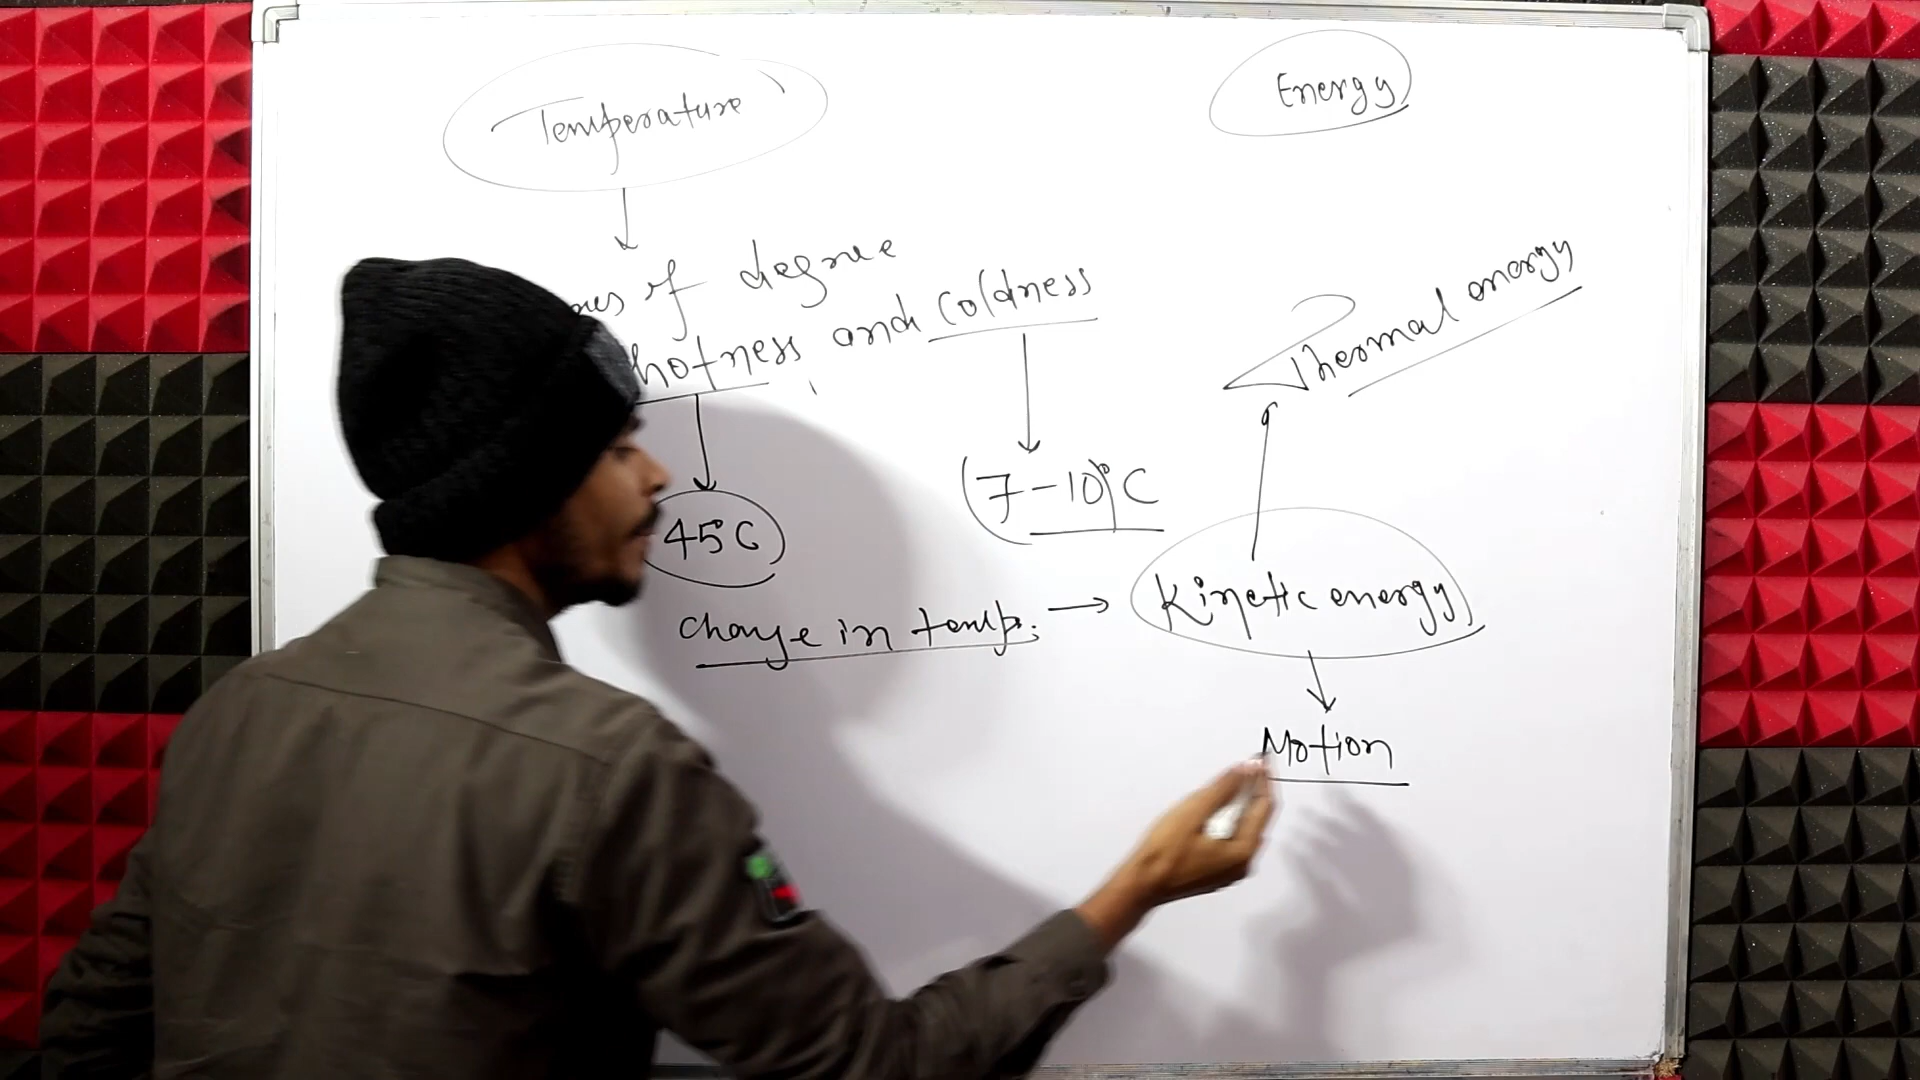 Temperature
Energy
of degree
hotness and coldness
Thermal energy
45°C
(7-10)°C
change in temp.
Kinetic energy
Motion